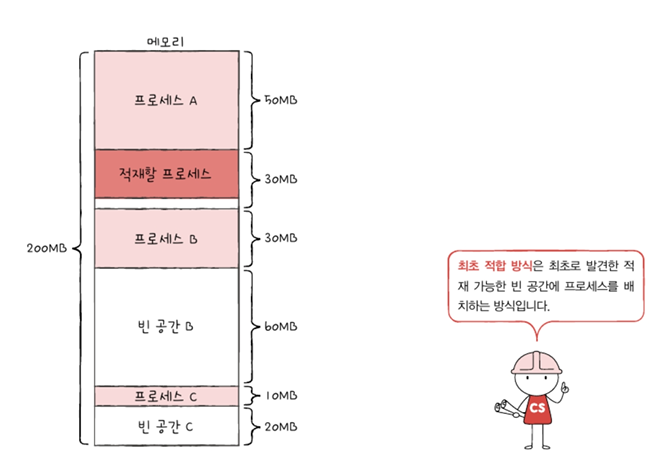 메모리
프로세스 A
50MB
적재할 프로세스
30MB
프로세스 B
30MB
200MB
빈 공간 B
60MB
프로세스 C
10MB
빈 공간 C
20MB
최초 적합 방식은 최초로 발견한 적
재 가능한 빈 공간에 프로세스를 배
치하는 방식입니다.
CS